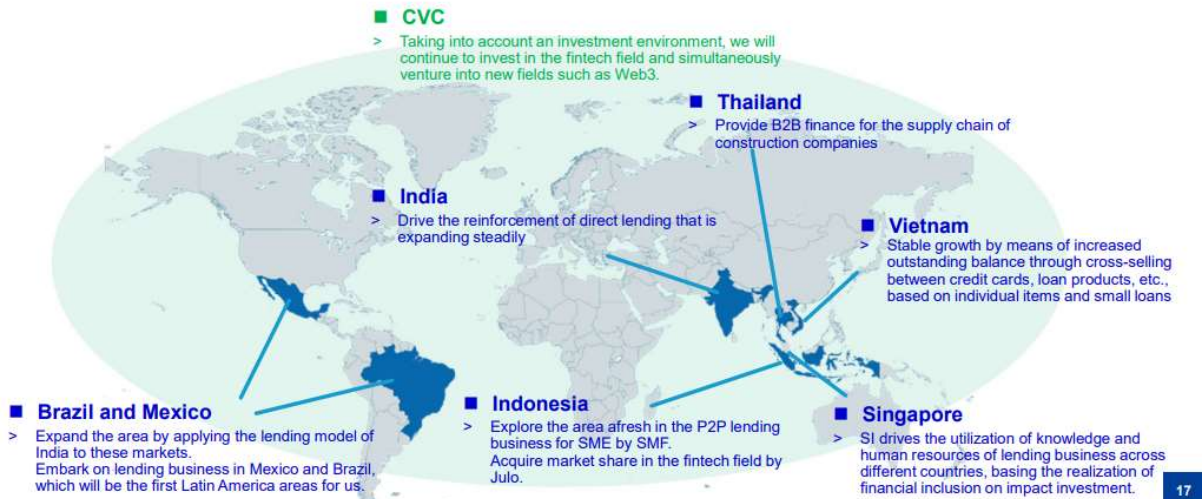 ■ CVC
> Taking into account an investment environment, we will
continue to invest in the fintech field and simultaneously
venture into new fields such as Web3.
■ Thailand
> Provide B2B finance for the supply chain of
construction companies
■ India
> Drive the reinforcement of direct lending that is
expanding steadily
■ Vietnam
> Stable growth by means of increased
outstanding balance through cross-selling
between credit cards, loan products, etc.,
based on individual items and small loans
■ Brazil and Mexico
> Expand the area by applying the lending model of
India to these markets.
Embark on lending business in Mexico and Brazil,
which will be the first Latin America areas for us.
■ Indonesia
> Explore the area afresh in the P2P lending
business for SME by SMF.
Acquire market share in the fintech field by
Julo.
■ Singapore
> SI drives the utilization of knowledge and
human resources of lending business across
different countries, basing the realization of
financial inclusion on impact investment.
17